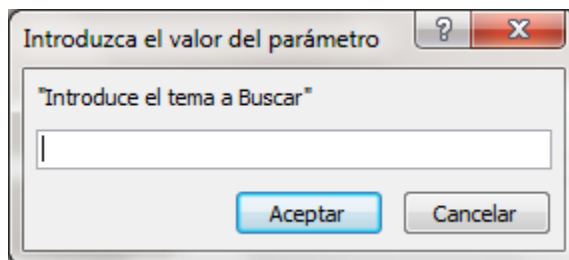 Introduzca el valor del parámetro
"Introduce el tema a Buscar"
Aceptar Cancelar